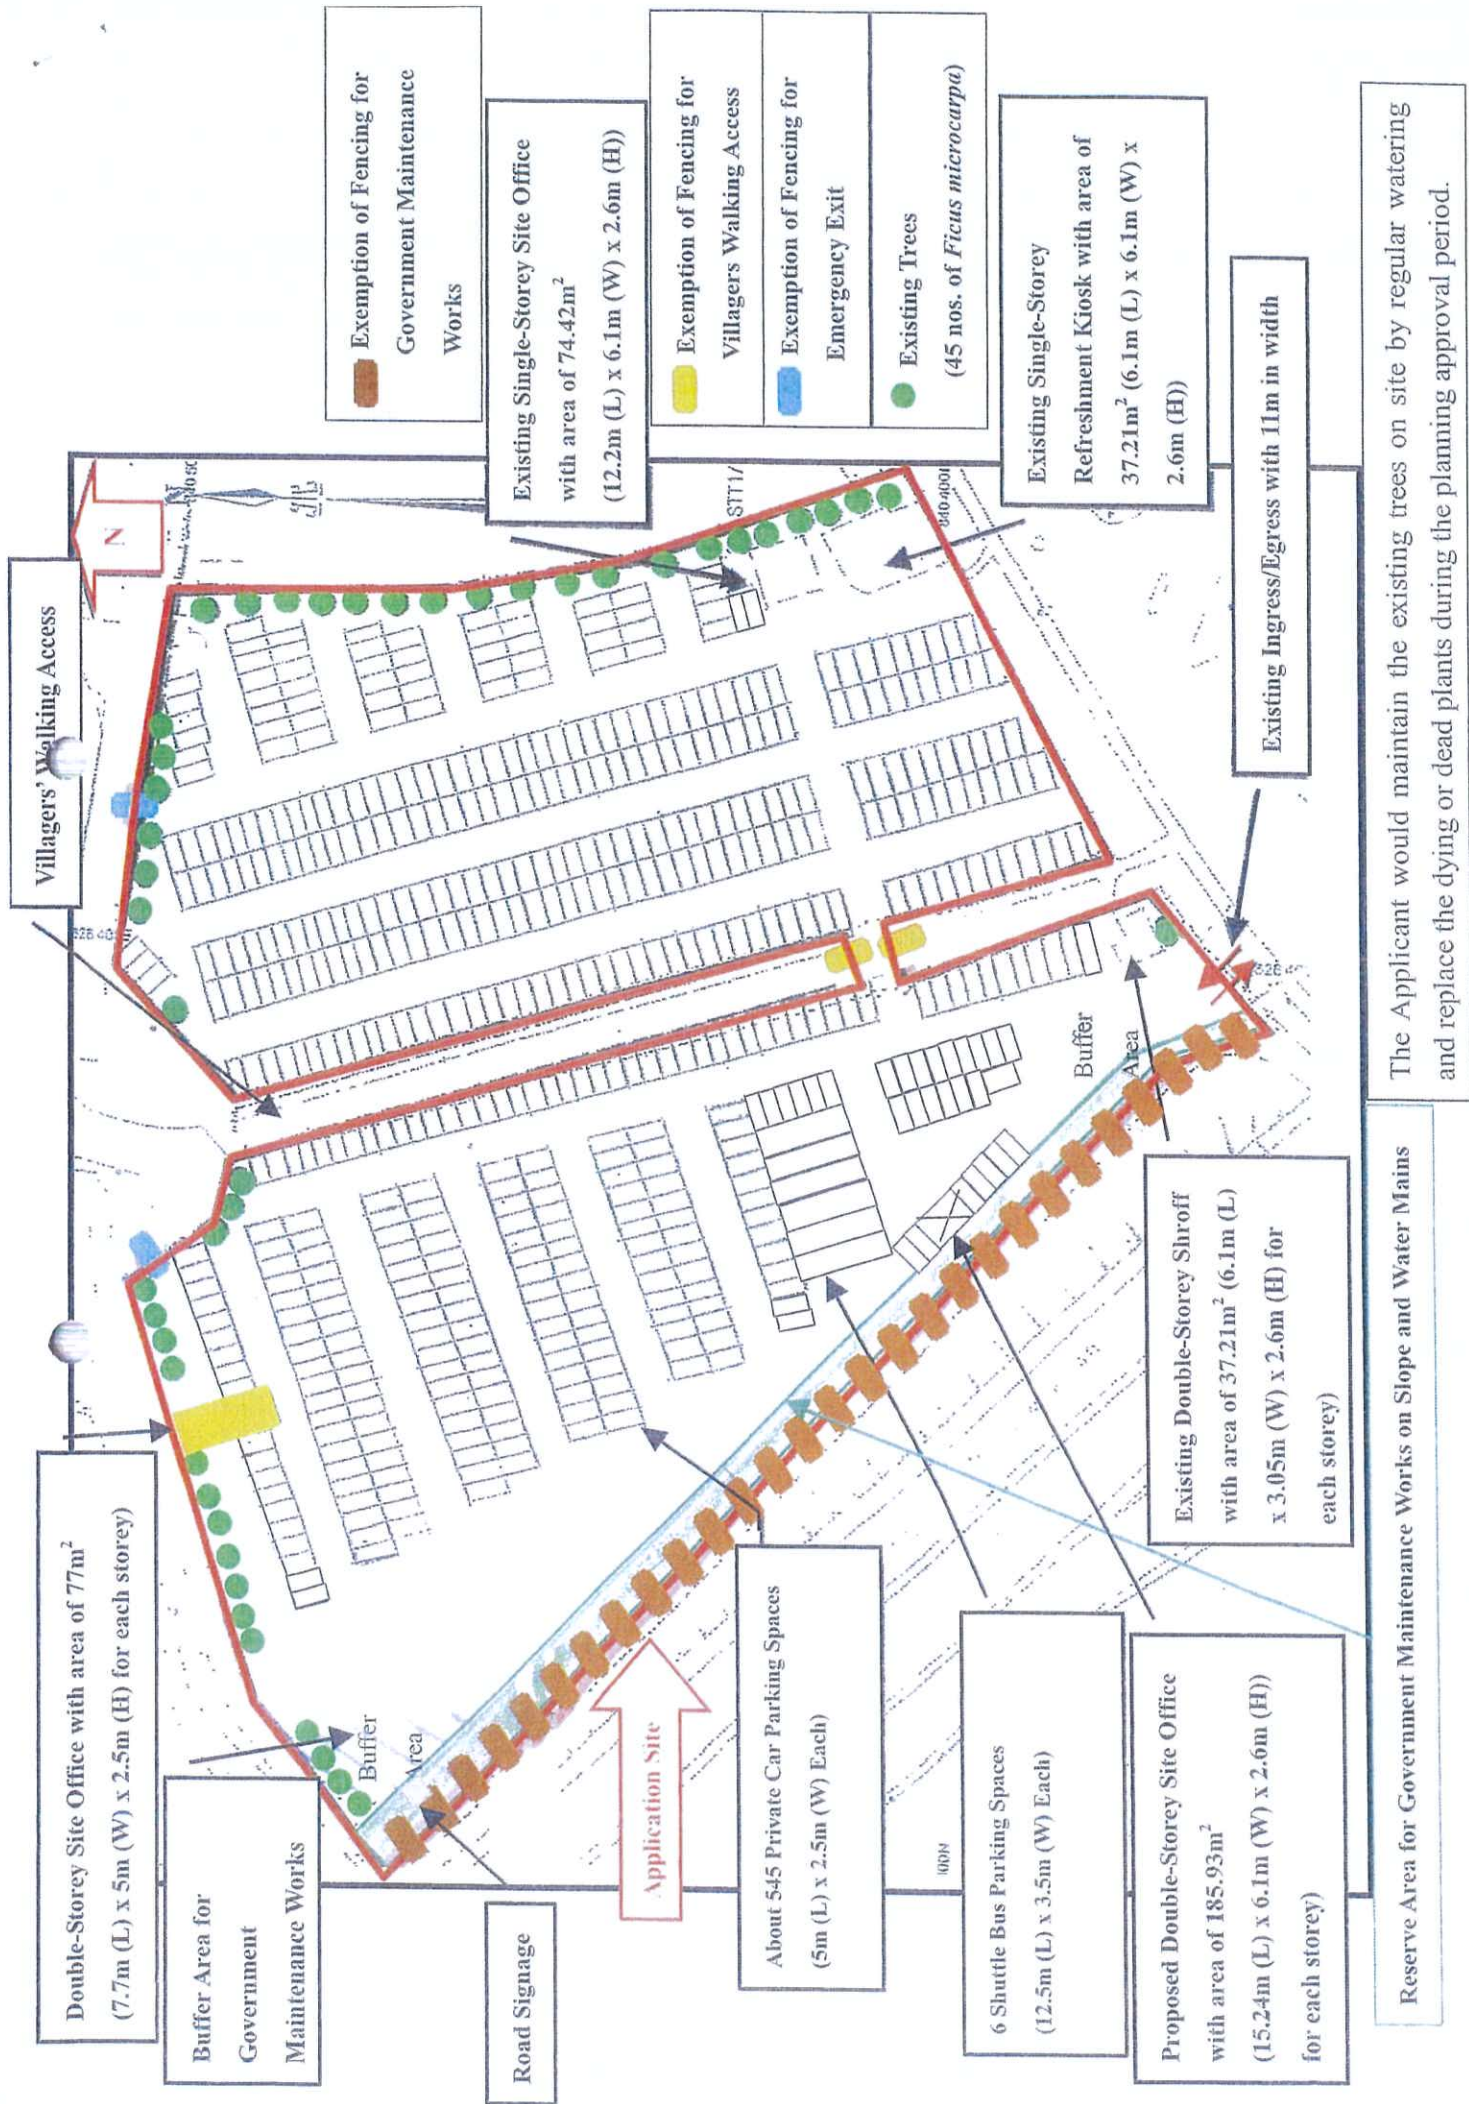 Double-Storey Site Office with area of 77m²
(7.7m (L) x 5m (W) x 2.5m (H) for each storey)
Villagers' Walking Access
N
Buffer Area for
Government
Maintenance Works
Buffer
Area
Road Signage
Application Site
About 545 Private Car Parking Spaces
(5m (L) x 2.5m (W) Each)
6 Shuttle Bus Parking Spaces
(12.5m (L) x 3.5m (W) Each)
Proposed Double-Storey Site Office
with area of 185.93m²
(15.24m (L) x 6.1m (W) x 2.6m (H))
for each storey)
Existing Double-Storey Shroff
with area of 37.21m² (6.1m (L)
x 3.05m (W) x 2.6m (H) for
each storey)
Buffer
Area
Exemption of Fencing for
Government Maintenance
Works
Existing Single-Storey Site Office
with area of 74.42m²
(12.2m (L) x 6.1m (W) x 2.6m (H))
Exemption of Fencing for
Villagers Walking Access
Exemption of Fencing for
Emergency Exit
Existing Trees
(45 nos. of Ficus microcarpa)
STT1/
Existing Single-Storey
Refreshment Kiosk with area of
37.21m² (6.1m (L) x 6.1m (W) x
2.6m (H))
Existing Ingress/Egress with 11m in width
Reserve Area for Government Maintenance Works on Slope and Water Mains
The Applicant would maintain the existing trees on site by regular watering
and replace the dying or dead plants during the planning approval period.